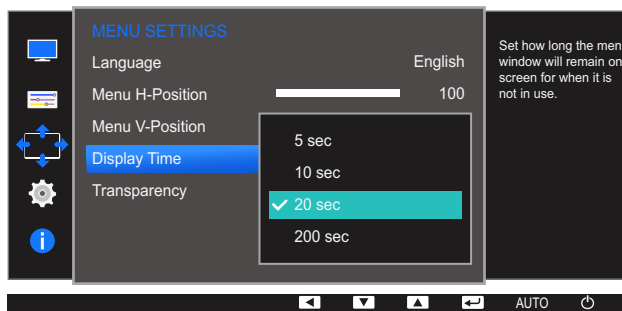 MENU SETTINGS
Language English
Menu H-Position 100
Menu V-Position
Display Time
Transparency
5 sec
10 sec
20 sec
200 sec
Set how long the men
window will remain on
screen for when it is
not in use.
i
AUTO